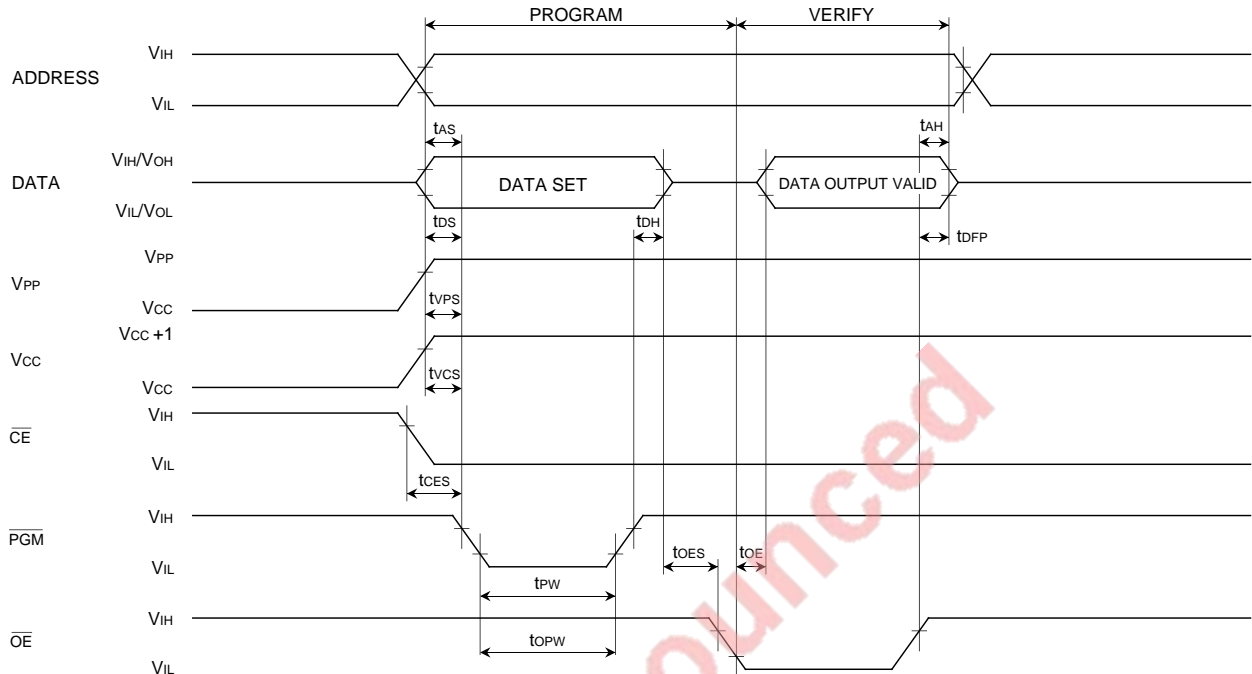 PROGRAM VERIFY
VIH
ADDRESS
VIL
tAS tAH
VIH/VOH
DATA DATA SET DATA OUTPUT VALID
VIL/VOL
tDS tDH tDFP
VPP
VPP
VCC tVPS
VCC +1
VCC
VCC tVCS
VIH
CE
VIL
tCES
VIH
PGM
VIL tOES tOE
tPW
VIH
OE tOPW
VIL
ounced